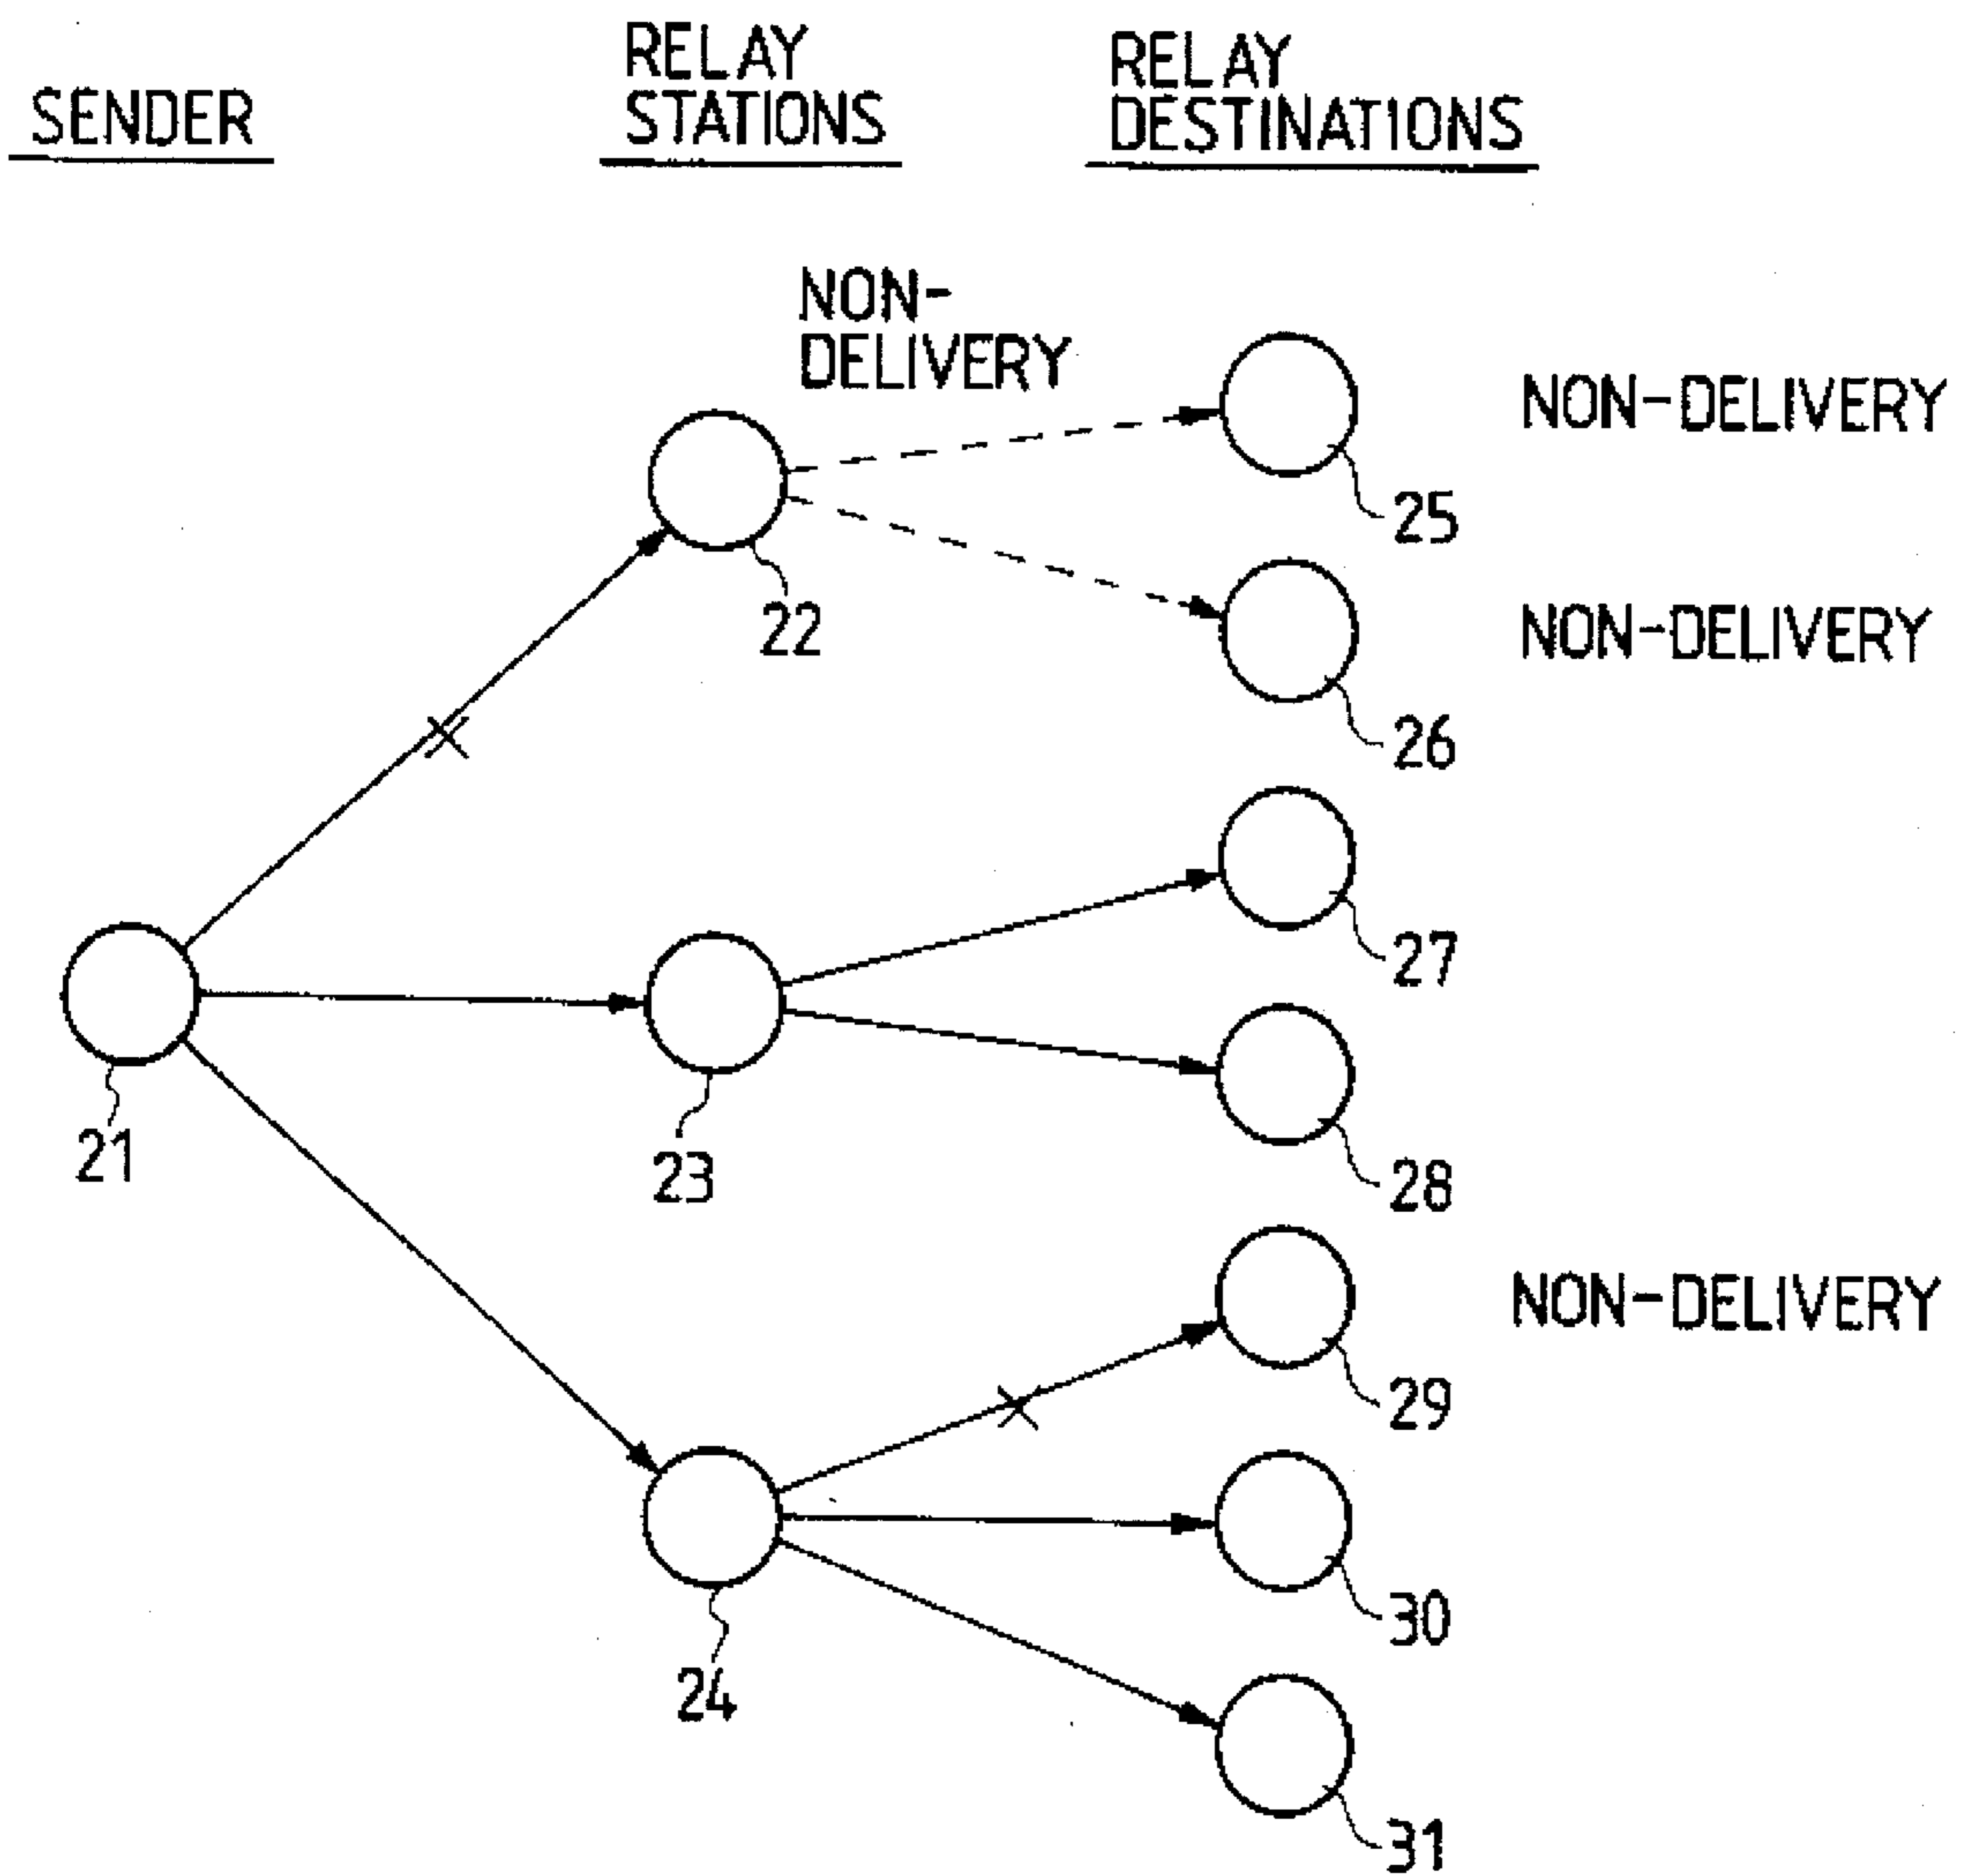 SENDER
RELAY
STATIONS
RELAY
DESTINATIONS
NON-
DELIVERY
NON-DELIVERY
25
22
NON-DELIVERY
26
27
21
23
28
NON-DELIVERY
29
24
30
31